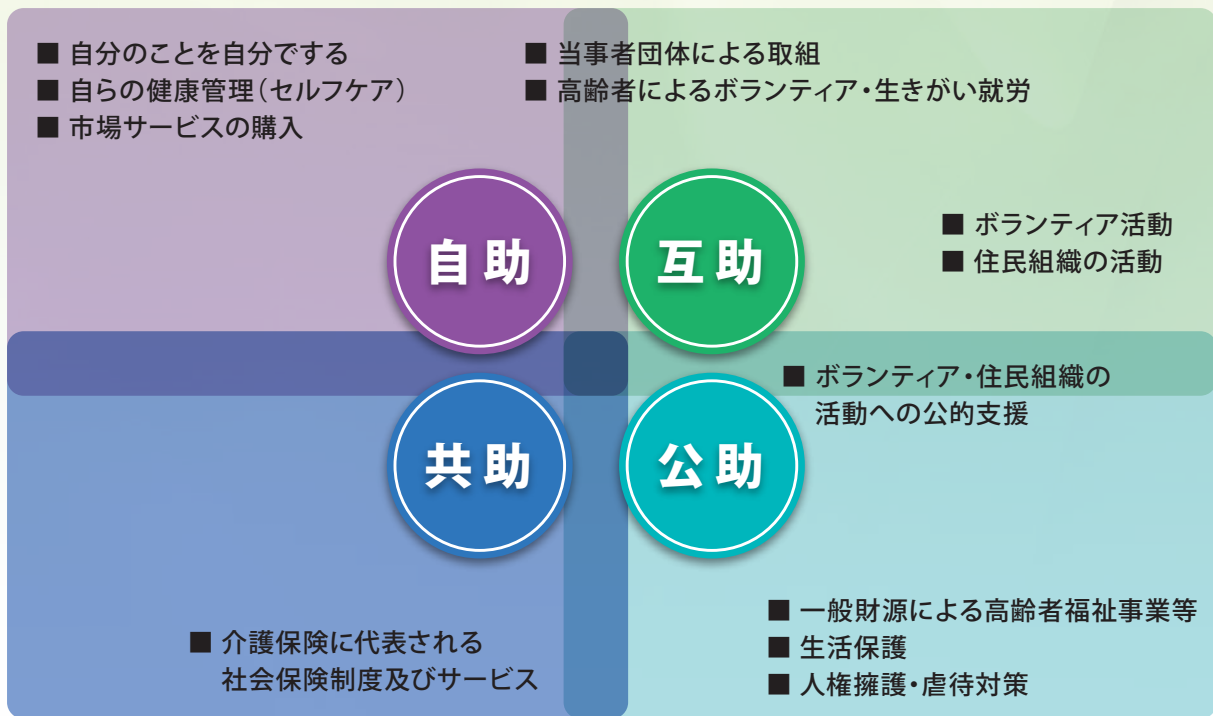 ■ 自分のことを自分でする
■ 自らの健康管理(セルフケア)
■ 市場サービスの購入
■ 当事者団体による取組
■ 高齢者によるボランティア・生きがい就労
自助
互助
■ ボランティア活動
■ 住民組織の活動
■ ボランティア・住民組織の
活動への公的支援
共助
公助
■ 介護保険に代表される
社会保険制度及びサービス
■ 一般財源による高齢者福祉事業等
■ 生活保護
■ 人権擁護・虐待対策